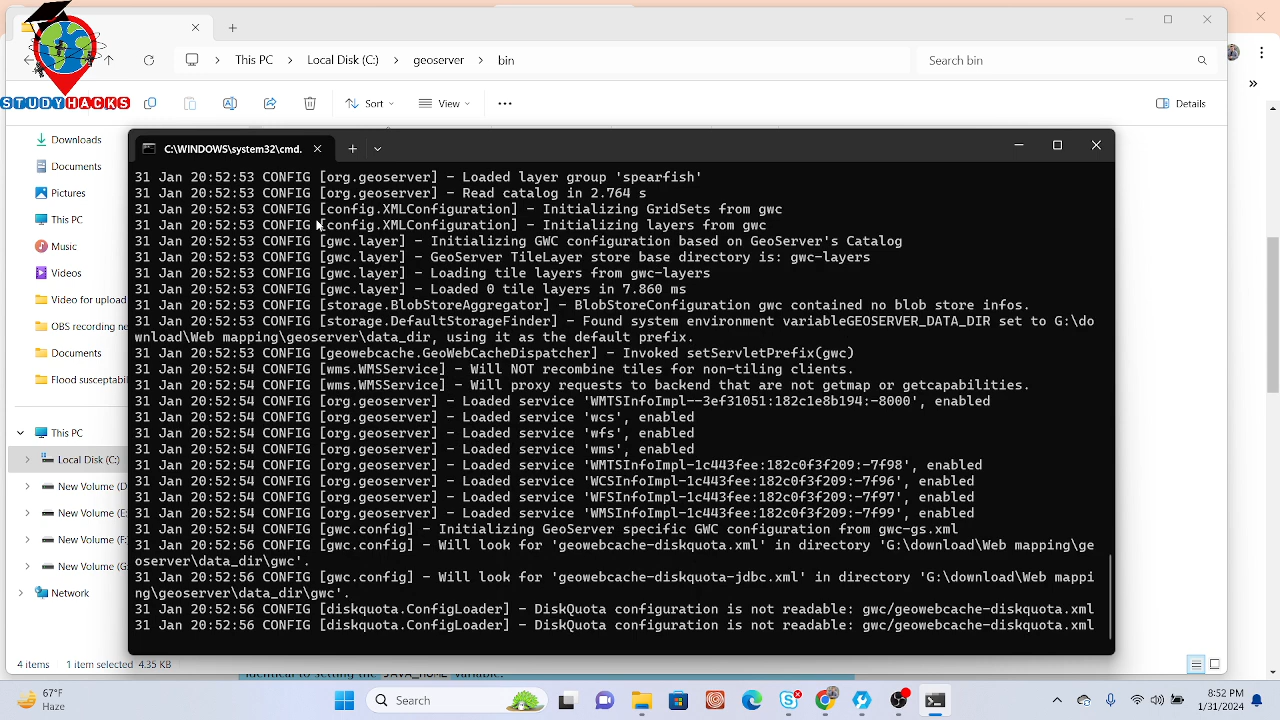 This PC
Local Disk (C:)
geoserver
bin
Search bin
STUDYHACKS
Sort
View
Details
Downloads
Documents
Pictures
This PC
Music
Videos
Video for upload
OBS recording ne
Documents
Flood susceptabi
This PC
Local Disk (C:)
New Volume (D
New Volume (E:
New Volume (F:
New Volume (G:
Network
C:\WINDOWS\system32\cmd.
31 Jan 20:52:53 CONFIG [org.geoserver] - Loaded layer group 'spearfish'
31 Jan 20:52:53 CONFIG [org.geoserver] - Read catalog in 2.764 s
31 Jan 20:52:53 CONFIG [config.XMLConfiguration] - Initializing GridSets from gwc
31 Jan 20:52:53 CONFIG [config.XMLConfiguration] - Initializing layers from gwc
31 Jan 20:52:53 CONFIG [gwc.layer] - Initializing GWC configuration based on GeoServer's Catalog
31 Jan 20:52:53 CONFIG [gwc.layer] - GeoServer TileLayer store base directory is: gwc-layers
31 Jan 20:52:53 CONFIG [gwc.layer] - Loading tile layers from gwc-layers
31 Jan 20:52:53 CONFIG [gwc.layer] - Loaded 0 tile layers in 7.860 ms
31 Jan 20:52:53 CONFIG [storage.BlobStoreAggregator] - BlobStoreConfiguration gwc contained no blob store infos.
31 Jan 20:52:53 CONFIG [storage.DefaultStorageFinder] - Found system environment variableGEOSERVER_DATA_DIR set to G:\do
wnload\Web mapping\geoserver\data_dir, using it as the default prefix.
31 Jan 20:52:53 CONFIG [geowebcache.GeoWebCacheDispatcher] - Invoked setServletPrefix(gwc)
31 Jan 20:52:54 CONFIG [wms.WMSService] - Will NOT recombine tiles for non-tiling clients.
31 Jan 20:52:54 CONFIG [wms.WMSService] - Will proxy requests to backend that are not getmap or getcapabilities.
31 Jan 20:52:54 CONFIG [org.geoserver] - Loaded service 'WMTSInfoImpl--3ef31051:182c1e8b194:-8000', enabled
31 Jan 20:52:54 CONFIG [org.geoserver] - Loaded service 'wcs', enabled
31 Jan 20:52:54 CONFIG [org.geoserver] - Loaded service 'wfs', enabled
31 Jan 20:52:54 CONFIG [org.geoserver] - Loaded service 'wms', enabled
31 Jan 20:52:54 CONFIG [org.geoserver] - Loaded service 'WMTSInfoImpl-1c443fee:182c0f3f209:-7f98', enabled
31 Jan 20:52:54 CONFIG [org.geoserver] - Loaded service 'WCSInfoImpl-1c443fee:182c0f3f209:-7f96', enabled
31 Jan 20:52:54 CONFIG [org.geoserver] - Loaded service 'WFSInfoImpl-1c443fee:182c0f3f209:-7f97', enabled
31 Jan 20:52:54 CONFIG [org.geoserver] - Loaded service 'WMSInfoImpl-1c443fee:182c0f3f209:-7f99', enabled
31 Jan 20:52:54 CONFIG [gwc.config] - Initializing GeoServer specific GWC configuration from gwc-gs.xml
31 Jan 20:52:56 CONFIG [gwc.config] - Will look for 'geowebcache-diskquota.xml' in directory 'G:\download\Web mapping\ge
oserver\data_dir\gwc'.
31 Jan 20:52:56 CONFIG [gwc.config] - Will look for 'geowebcache-diskquota-jdbc.xml' in directory 'G:\download\Web mappi
ng\geoserver\data_dir\gwc'.
31 Jan 20:52:56 CONFIG [diskquota.ConfigLoader] - DiskQuota configuration is not readable: gwc/geowebcache-diskquota.xml
31 Jan 20:52:56 CONFIG [diskquota.ConfigLoader] - DiskQuota configuration is not readable: gwc/geowebcache-diskquota.xml
4 items
1 item selected 4.35 KB
identical to setting the JAVA_HOME variable.
67°F
Haze
Search
8:52 PM
1/31/2024